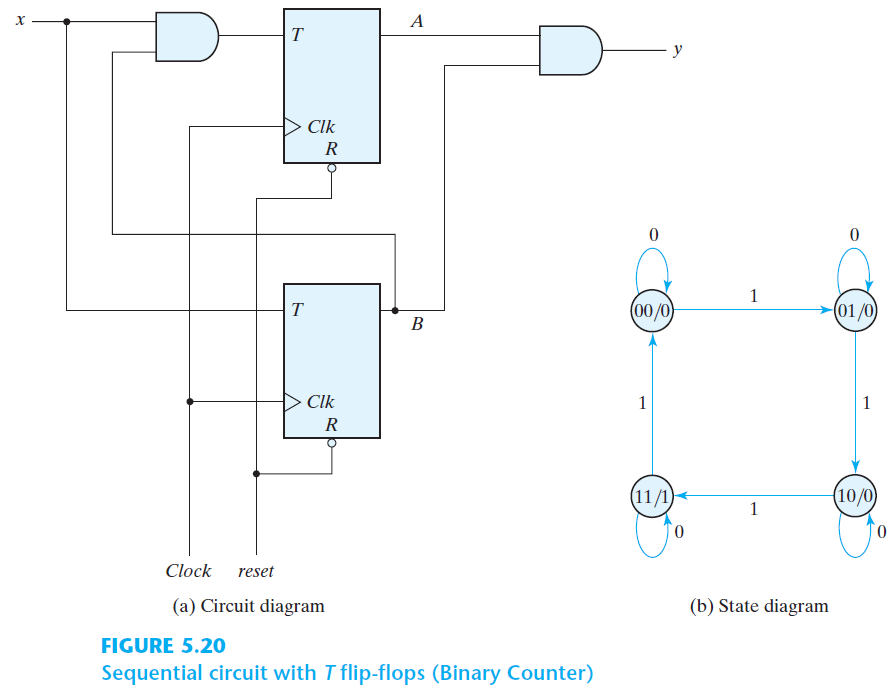 x
A
T
y
Clk
R
0
0
1
00/0
01/0
T
B
Clk
1
1
R
11/1
10/0
1
0
0
Clock reset
(a) Circuit diagram
(b) State diagram
FIGURE 5.20
Sequential circuit with T flip-flops (Binary Counter)